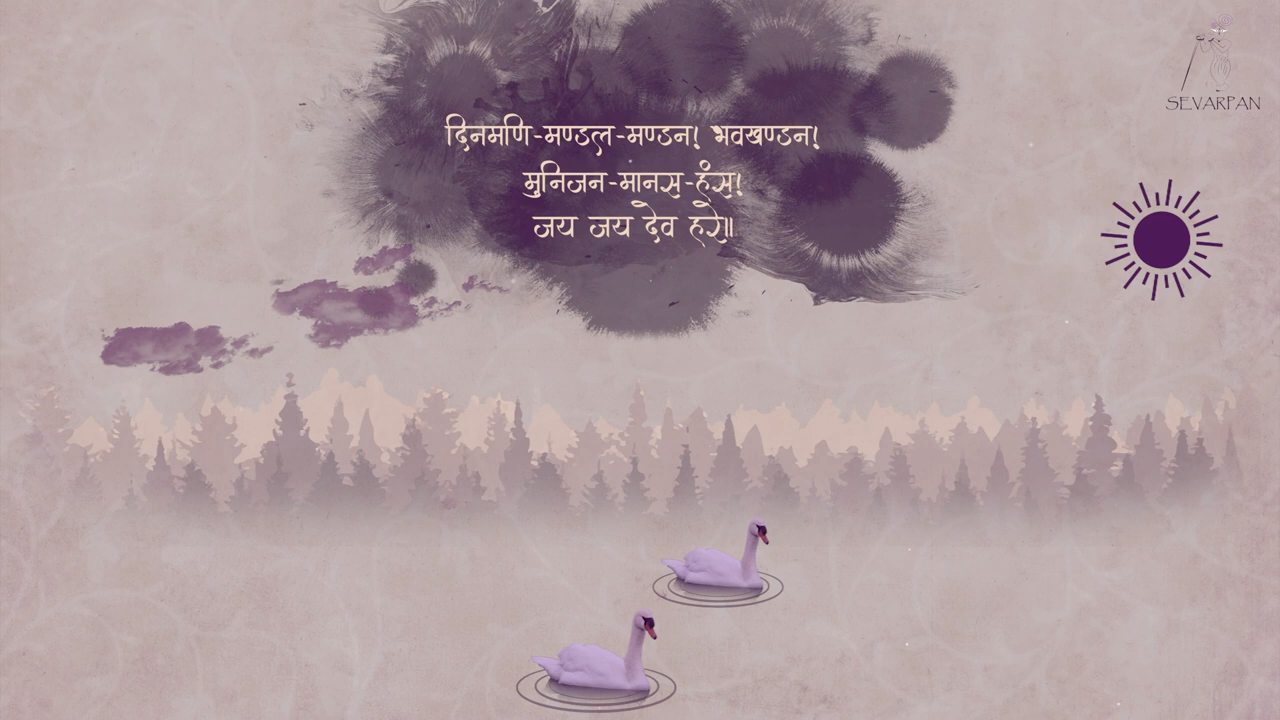 SEVARPAN
दिनमणि-मण्डल-मण्डन! भवखण्डन!
मुनिजन-मानस-हंस!
जय जय देव हरे॥